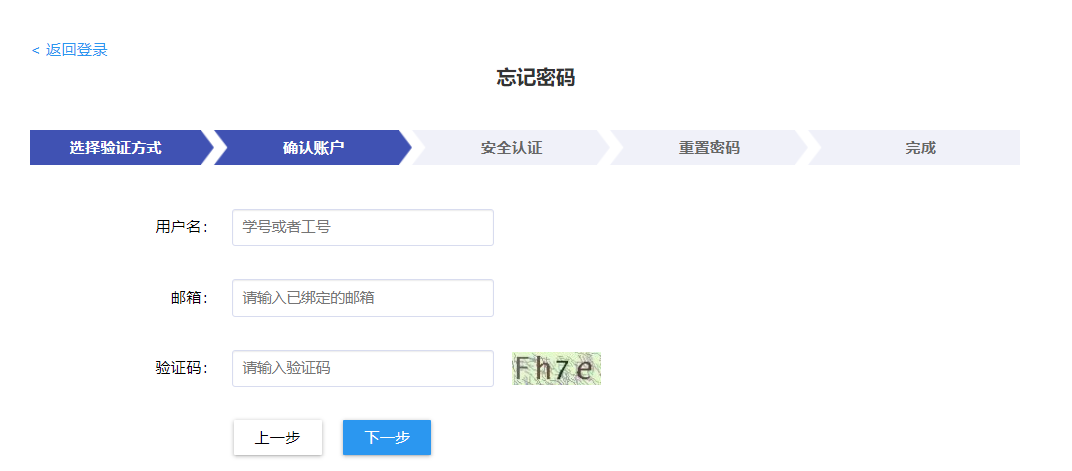 < 返回登录
忘记密码
选择验证方式 确认账户 安全认证 重置密码 完成
用户名： 学号或者工号
邮箱： 请输入已绑定的邮箱
验证码： 请输入验证码 Fh7e
上一步 下一步